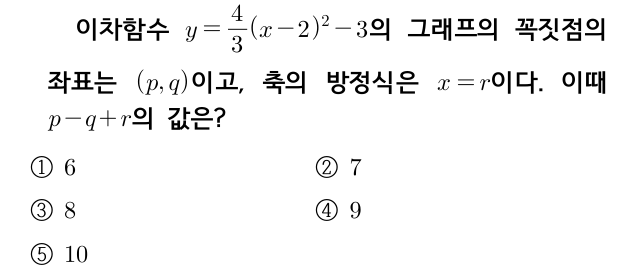 이차함수 y=\frac{4}{3}(x-2)^2-3의 그래프의 꼭짓점의
좌표는 (p, q)이고, 축의 방정식은 x=r이다. 이때
p-q+r의 값은?
① 6 ② 7
③ 8 ④ 9
⑤ 10